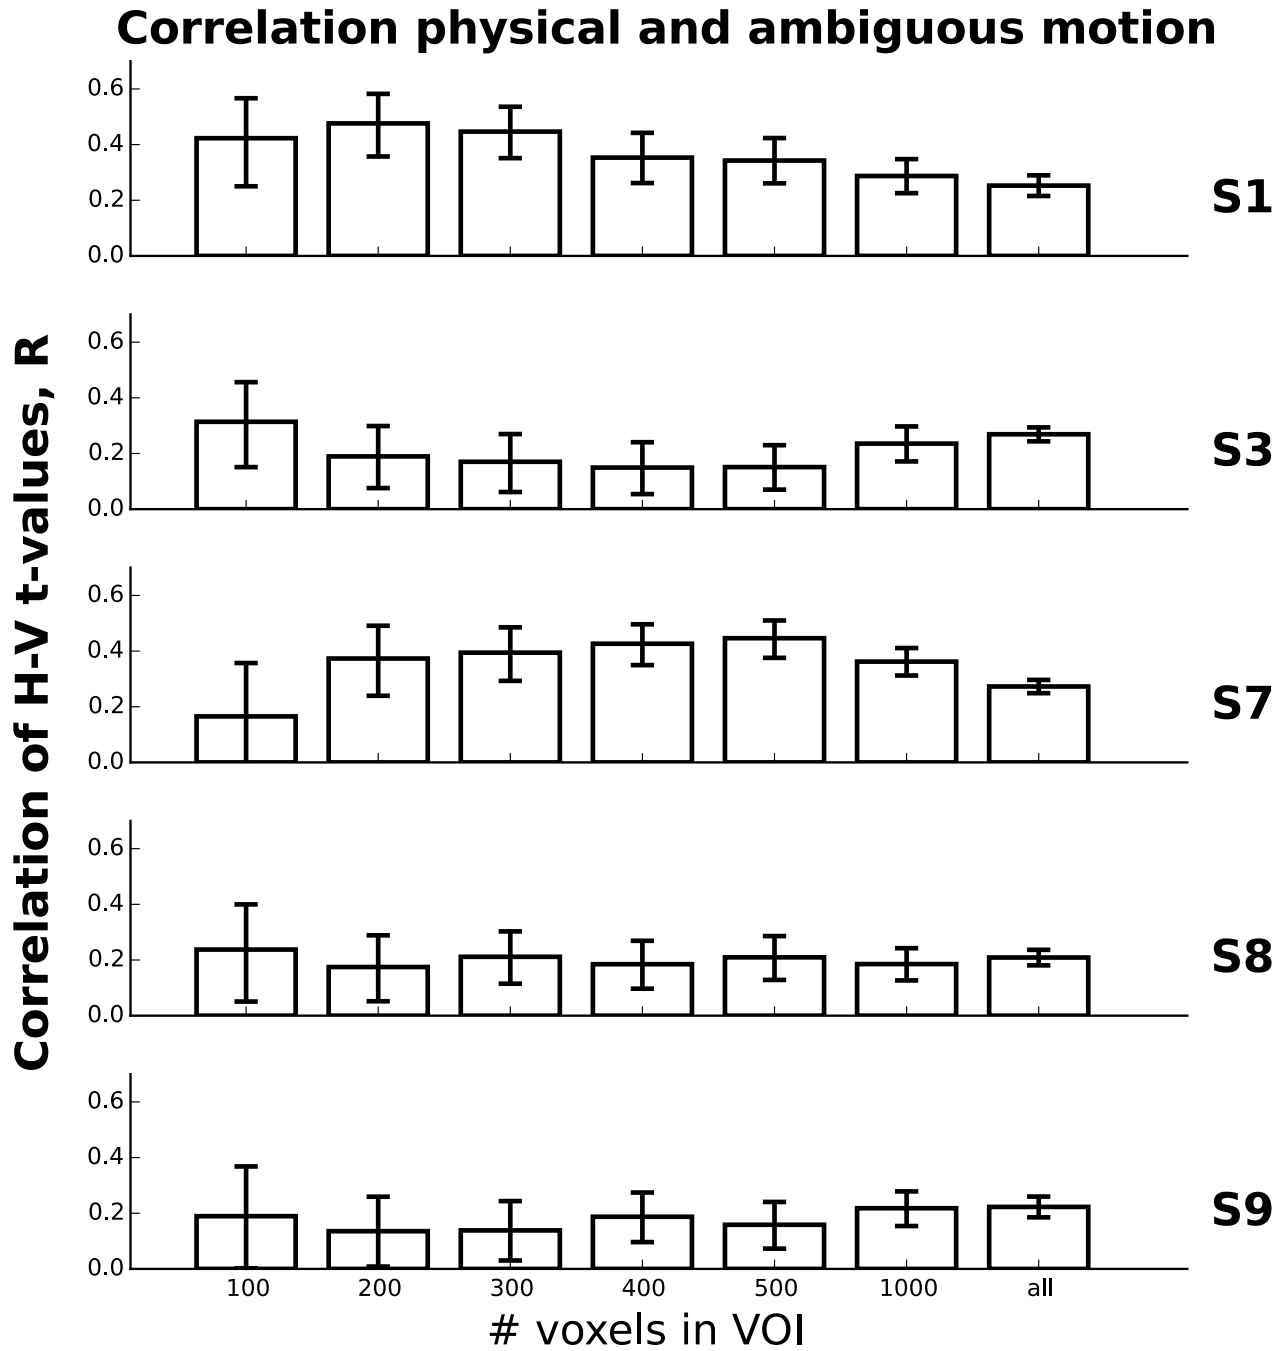 Correlation physical and ambiguous motion
Correlation of H-V t-values, R
0.6
0.4
0.2
0.0
S1
0.6
0.4
0.2
0.0
S3
0.6
0.4
0.2
0.0
S7
0.6
0.4
0.2
0.0
S8
0.6
0.4
0.2
0.0
S9
100 200 300 400 500 1000 all
# voxels in VOI